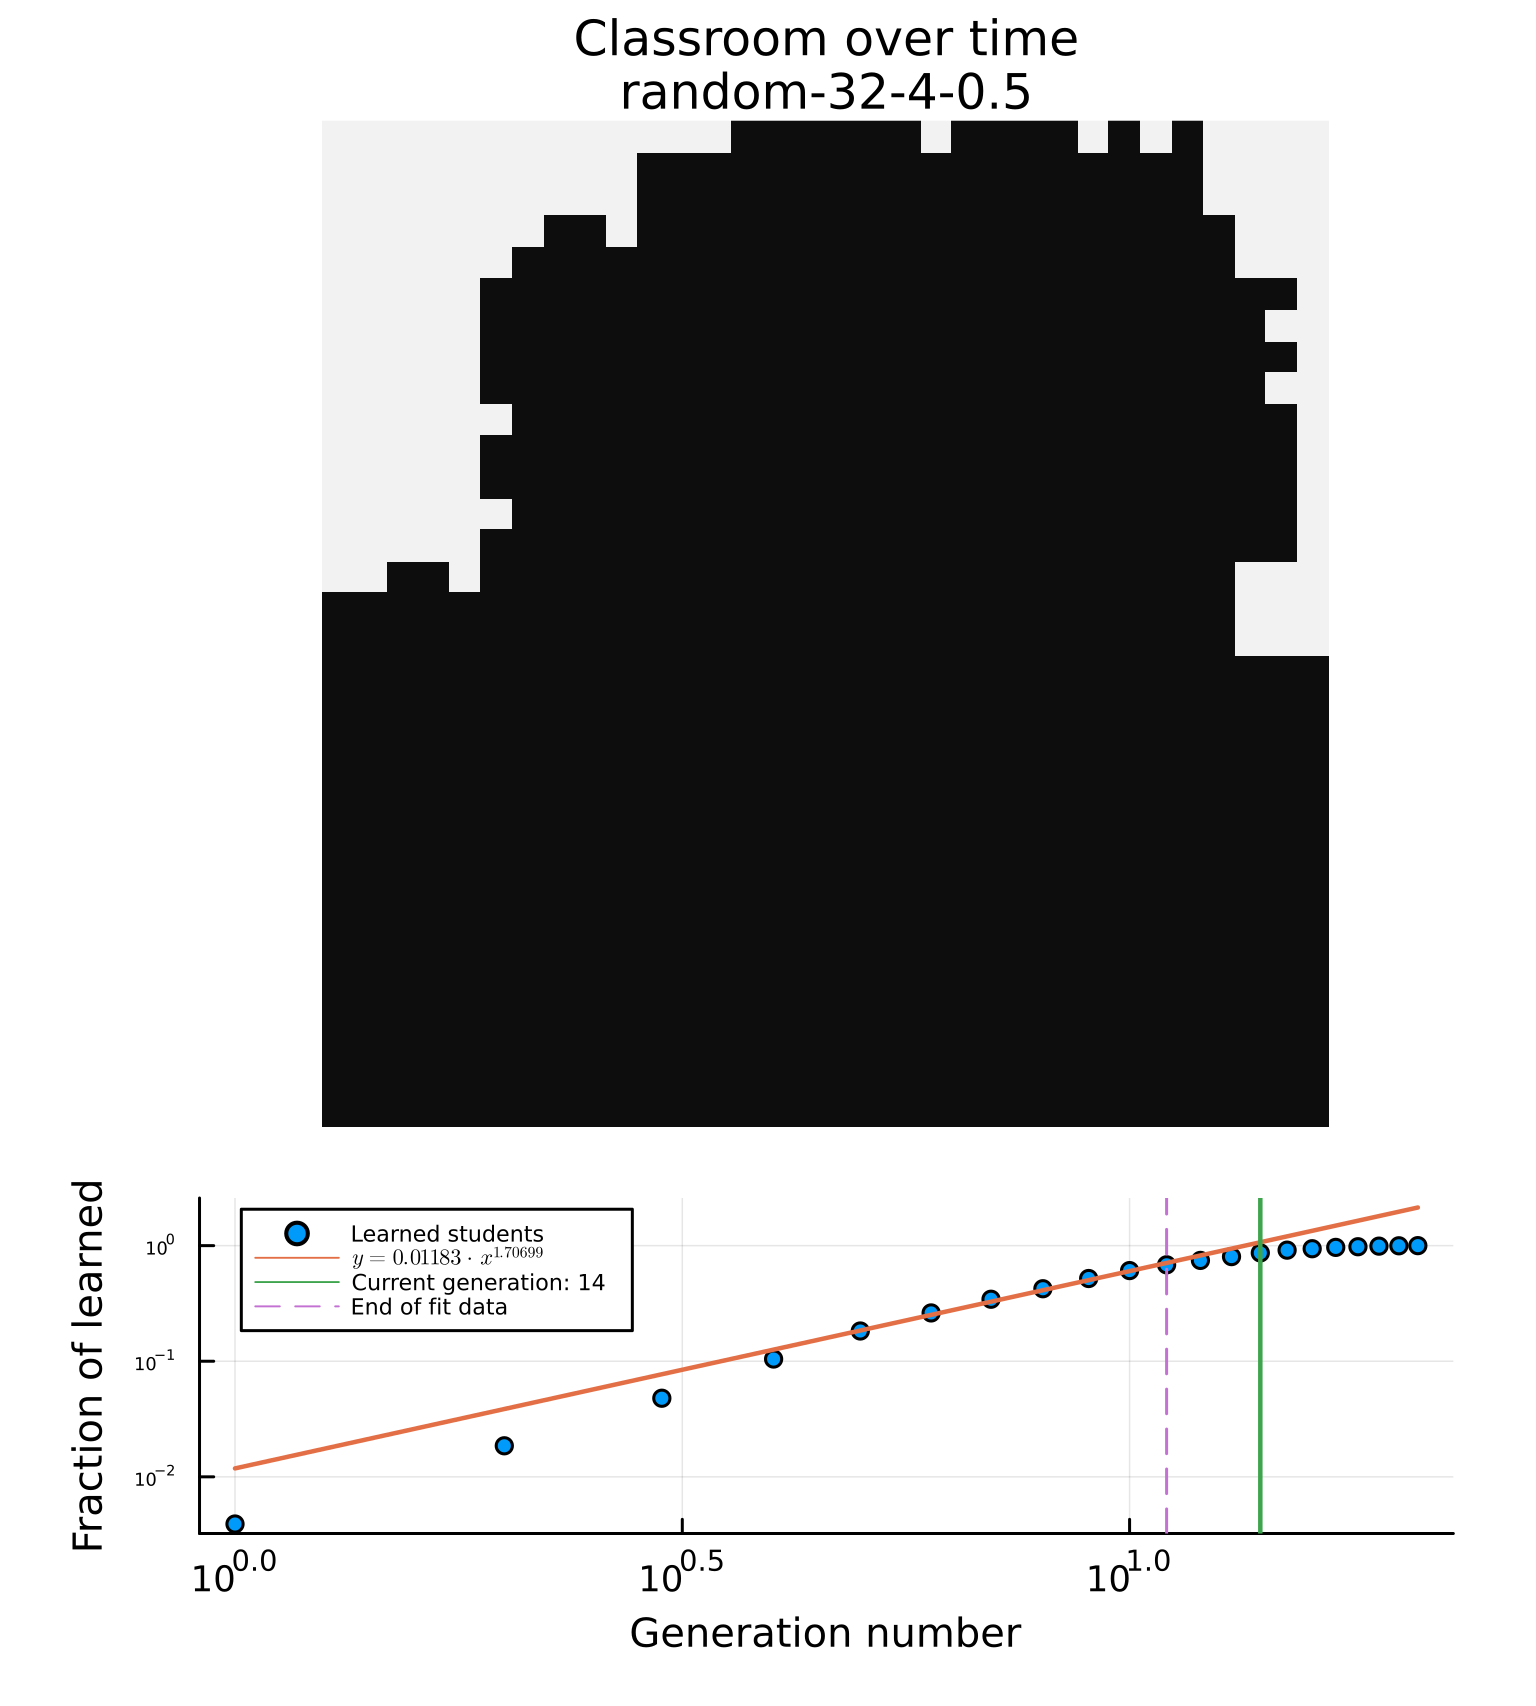 Classroom over time
random-32-4-0.5
Fraction of learned
Learned students
y = 0.01183 · x^1.70699
Current generation: 14
End of fit data
10^0
10^−1
10^−2
10^0.0
10^0.5
10^1.0
Generation number